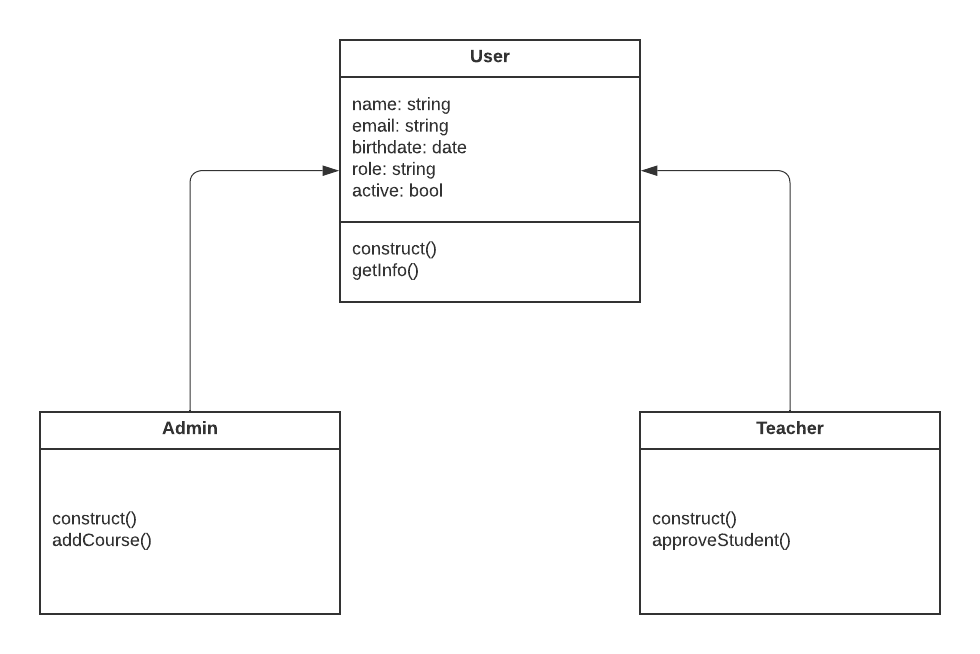 User
name: string
email: string
birthdate: date
role: string
active: bool
construct()
getInfo()
Admin
construct()
addCourse()
Teacher
construct()
approveStudent()